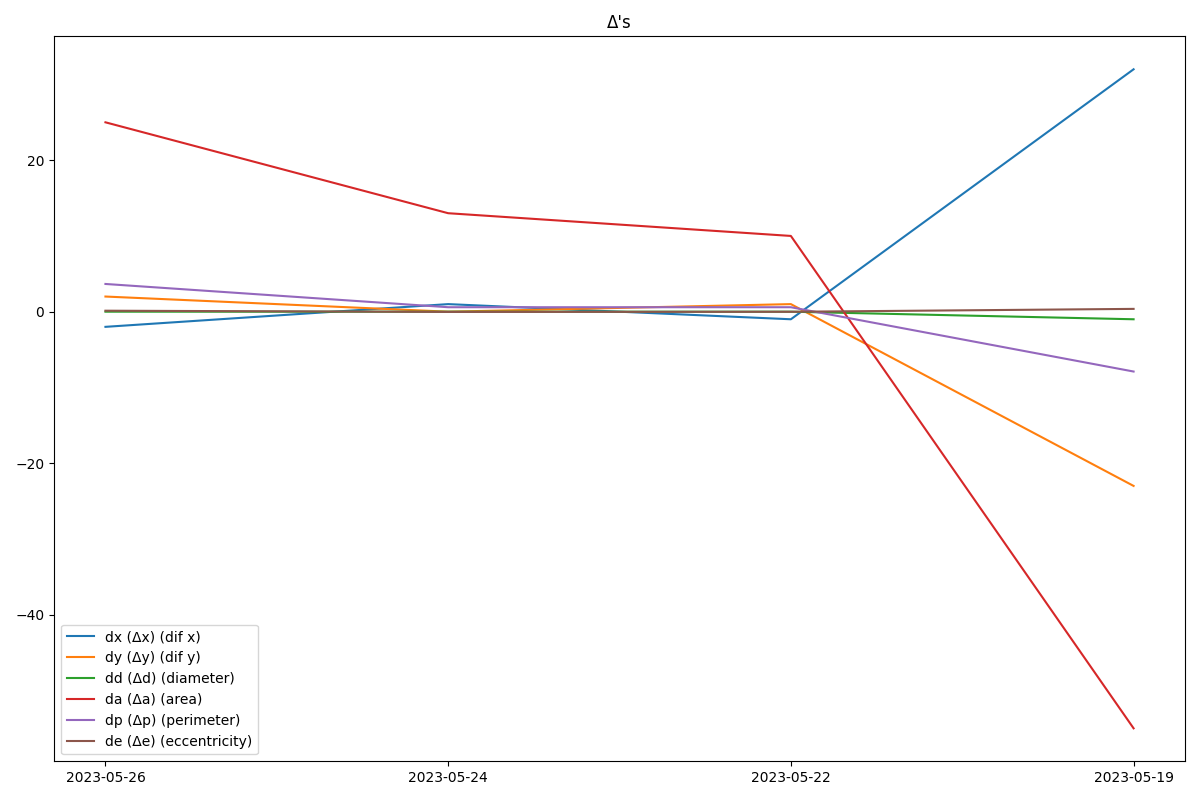 Δ's
20
0
−20
−40
dx (Δx) (dif x)
dy (Δy) (dif y)
dd (Δd) (diameter)
da (Δa) (area)
dp (Δp) (perimeter)
de (Δe) (eccentricity)
2023-05-26 2023-05-24 2023-05-22 2023-05-19